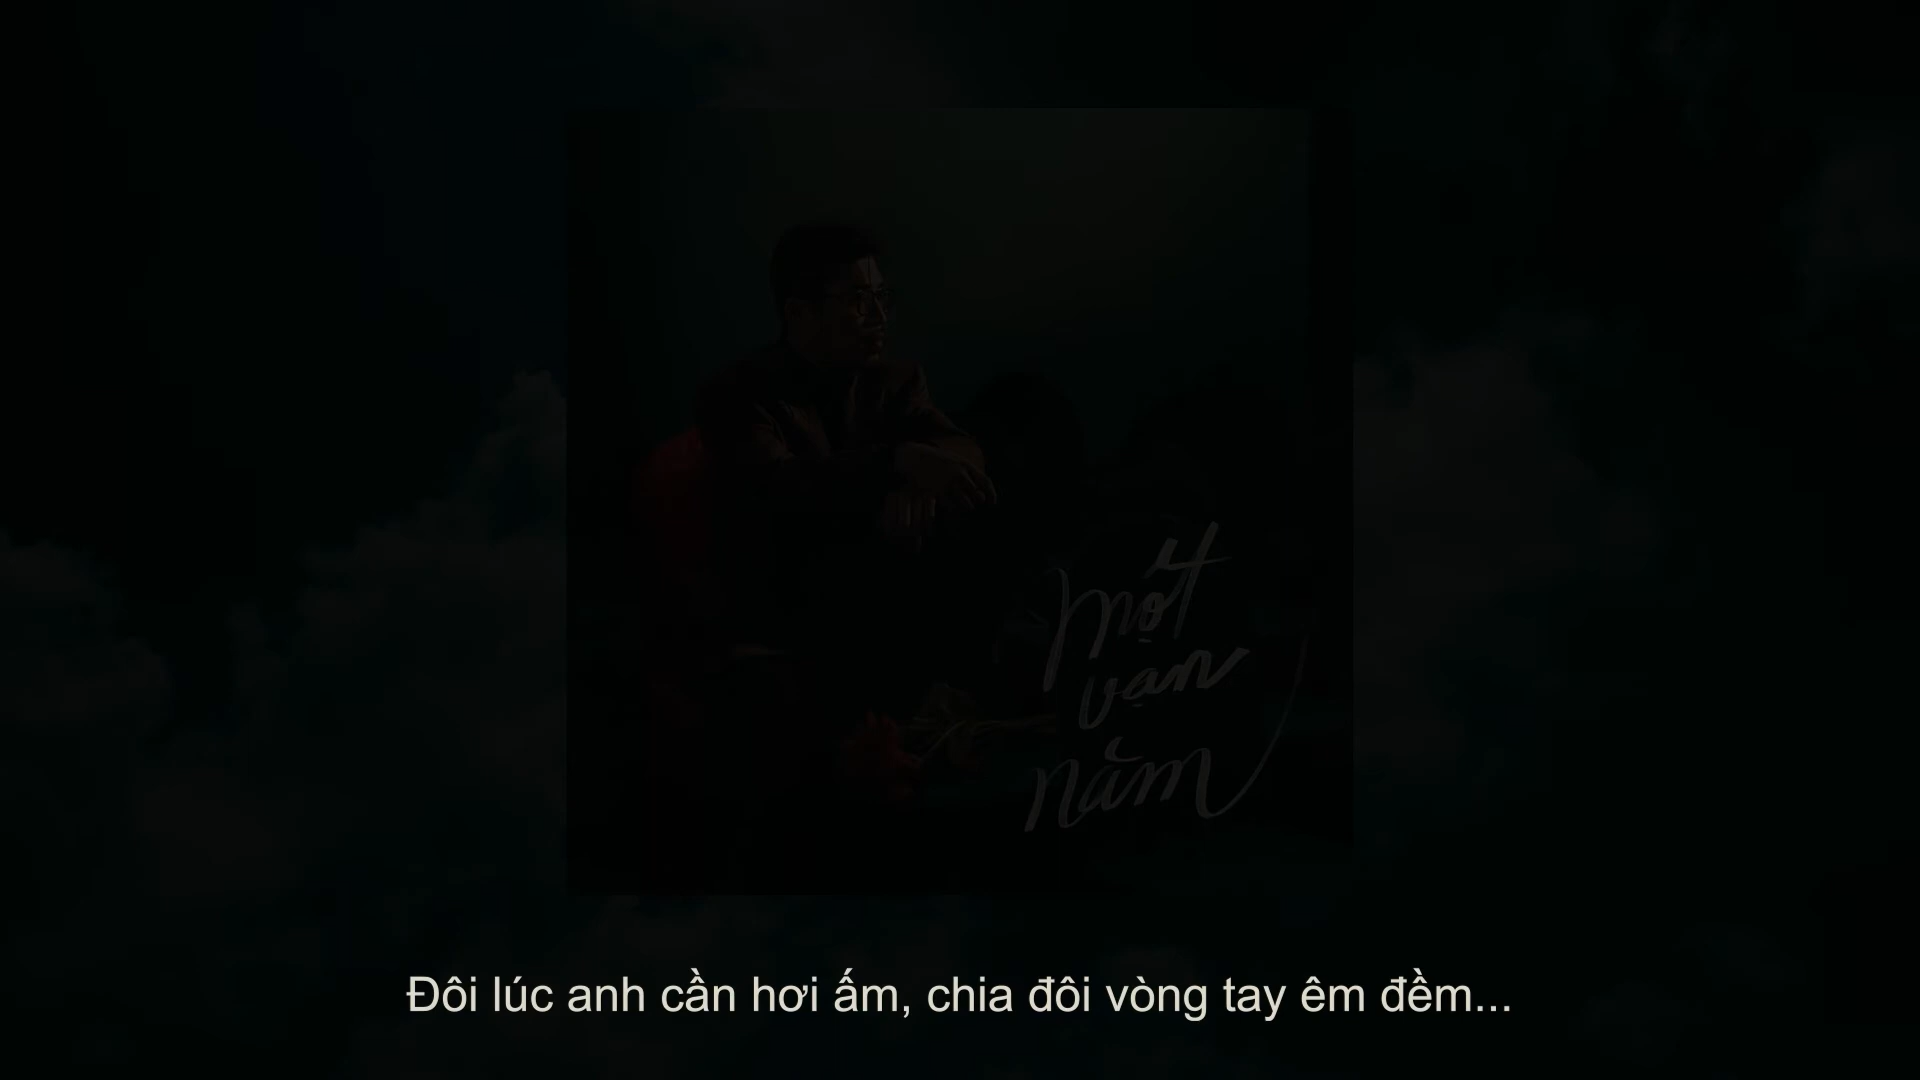 một
vạn
năm
Đôi lúc anh cần hơi ấm, chia đôi vòng tay êm đềm...